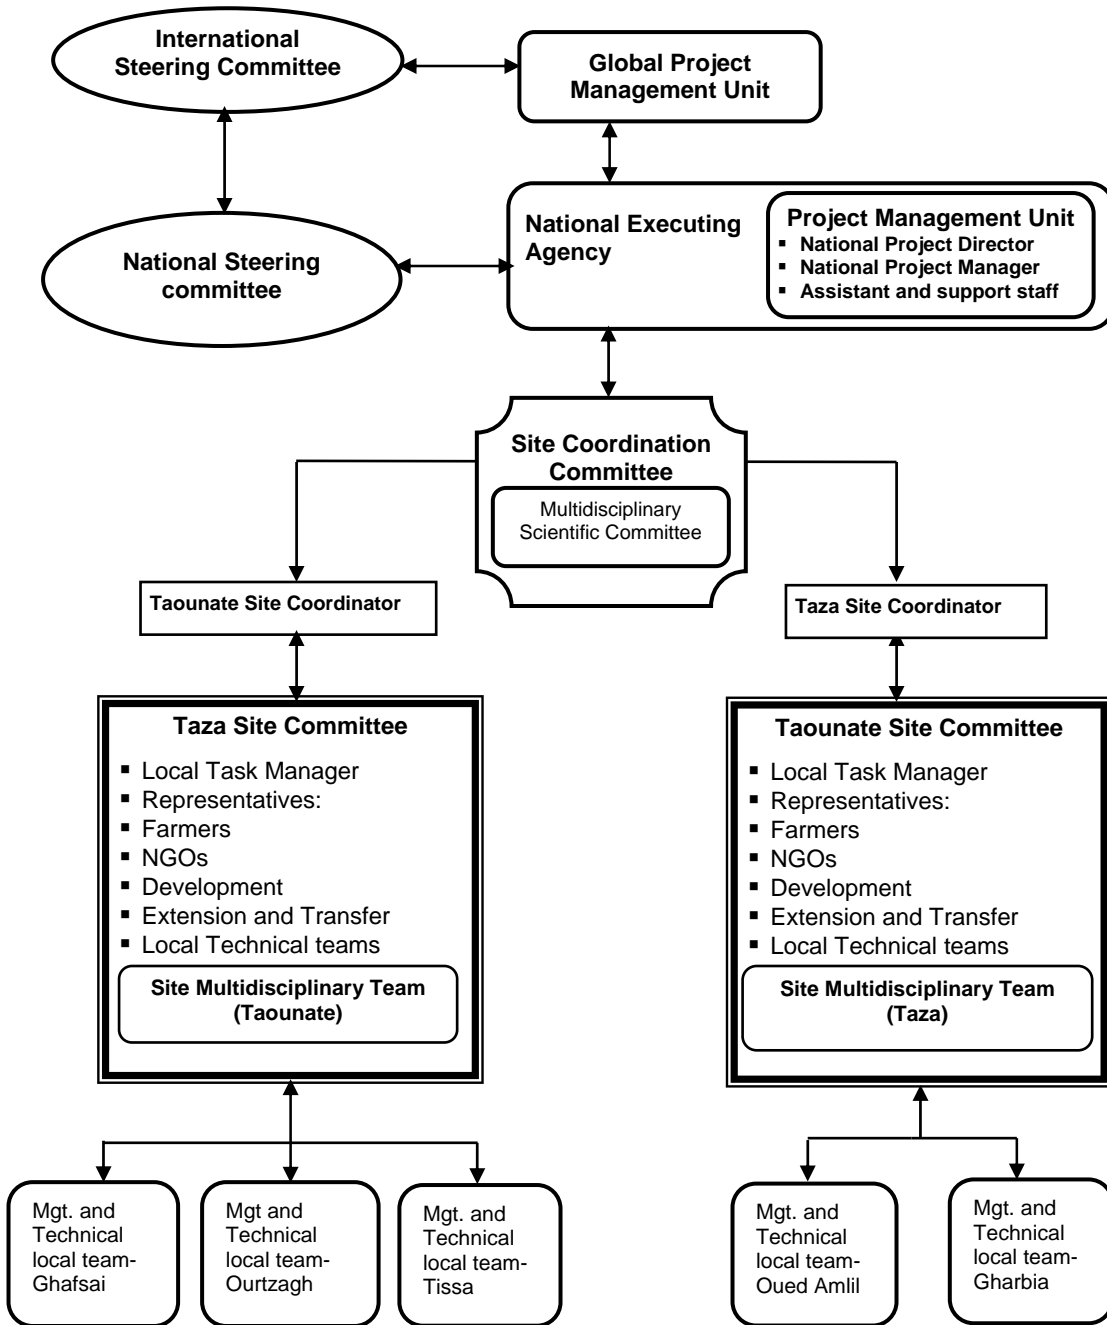 International
Steering Committee
Global Project
Management Unit
National Steering
committee
National Executing
Agency
Project Management Unit
▪ National Project Director
▪ National Project Manager
▪ Assistant and support staff
Site Coordination
Committee
Multidisciplinary
Scientific Committee
Taounate Site Coordinator
Taza Site Coordinator
Taza Site Committee
▪ Local Task Manager
▪ Representatives:
▪ Farmers
▪ NGOs
▪ Development
▪ Extension and Transfer
▪ Local Technical teams
Site Multidisciplinary Team
(Taounate)
Taounate Site Committee
▪ Local Task Manager
▪ Representatives:
▪ Farmers
▪ NGOs
▪ Development
▪ Extension and Transfer
▪ Local Technical teams
Site Multidisciplinary Team
(Taza)
Mgt. and
Technical
local team-
Ghafsai
Mgt and
Technical
local team-
Ourtzagh
Mgt. and
Technical
local team-
Tissa
Mgt. and
Technical
local team-
Oued Amlil
Mgt. and
Technical
local team-
Gharbia